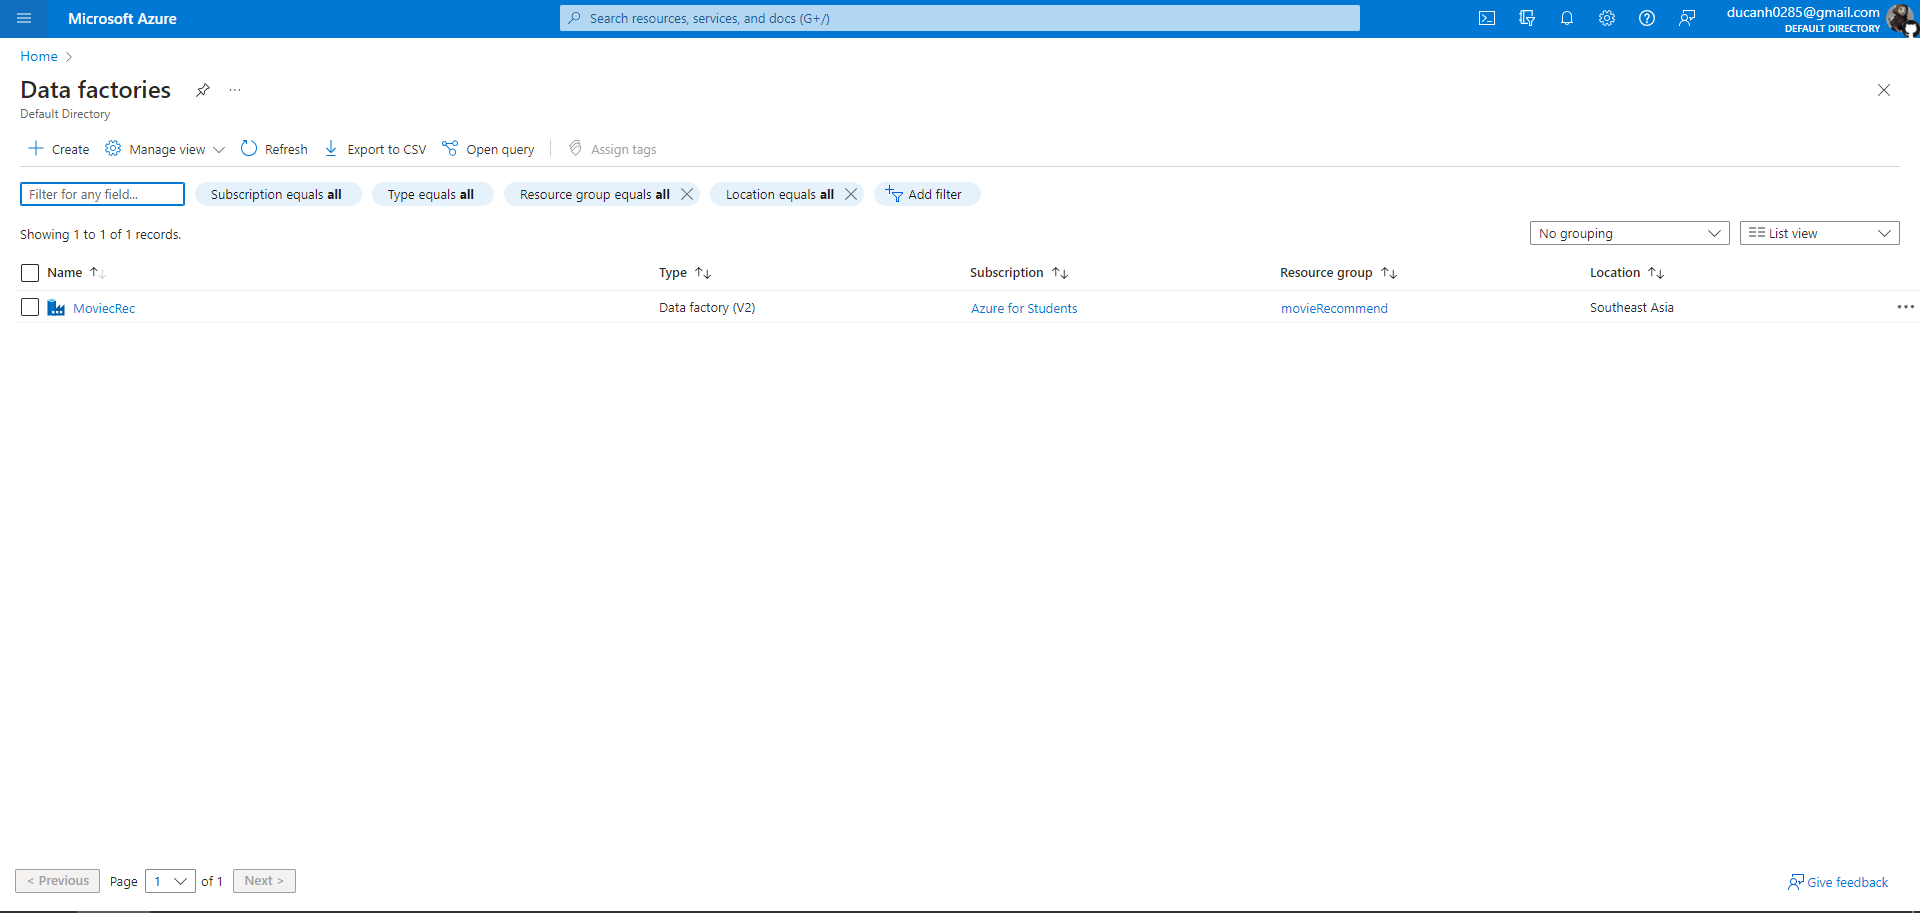 Microsoft Azure
Search resources, services, and docs (G+/)
ducanh0285@gmail.com
DEFAULT DIRECTORY
Home
Data factories
Default Directory
Create Manage view Refresh Export to CSV Open query Assign tags
Filter for any field... Subscription equals all Type equals all Resource group equals all Location equals all Add filter
Showing 1 to 1 of 1 records. No grouping List view
Name Type Subscription Resource group Location
MoviecRec Data factory (V2) Azure for Students movieRecommend Southeast Asia
< Previous Page 1 of 1 Next > Give feedback